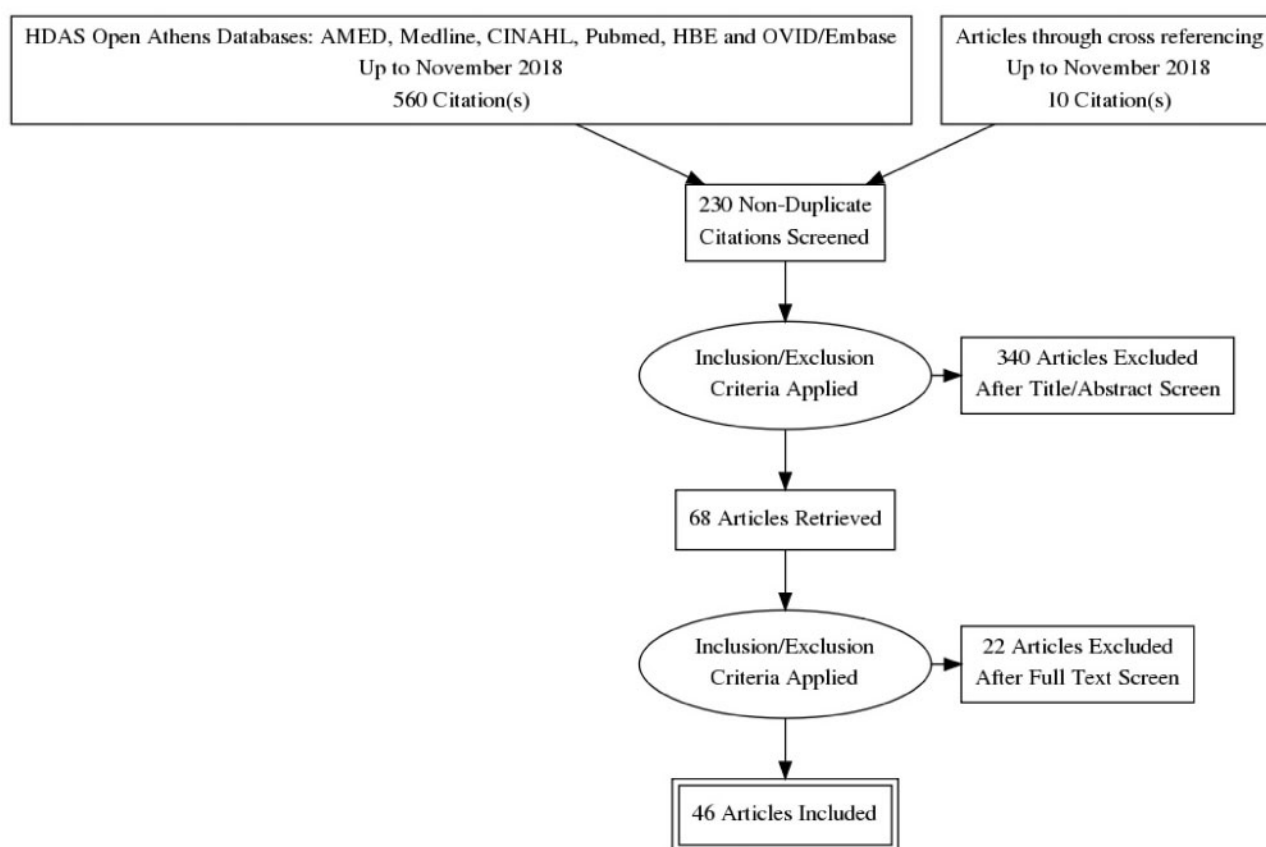 HDAS Open Athens Databases: AMED, Medline, CINAHL, Pubmed, HBE and OVID/Embase
Up to November 2018
560 Citation(s)
Articles through cross referencing
Up to November 2018
10 Citation(s)
230 Non-Duplicate
Citations Screened
Inclusion/Exclusion
Criteria Applied
340 Articles Excluded
After Title/Abstract Screen
68 Articles Retrieved
Inclusion/Exclusion
Criteria Applied
22 Articles Excluded
After Full Text Screen
46 Articles Included